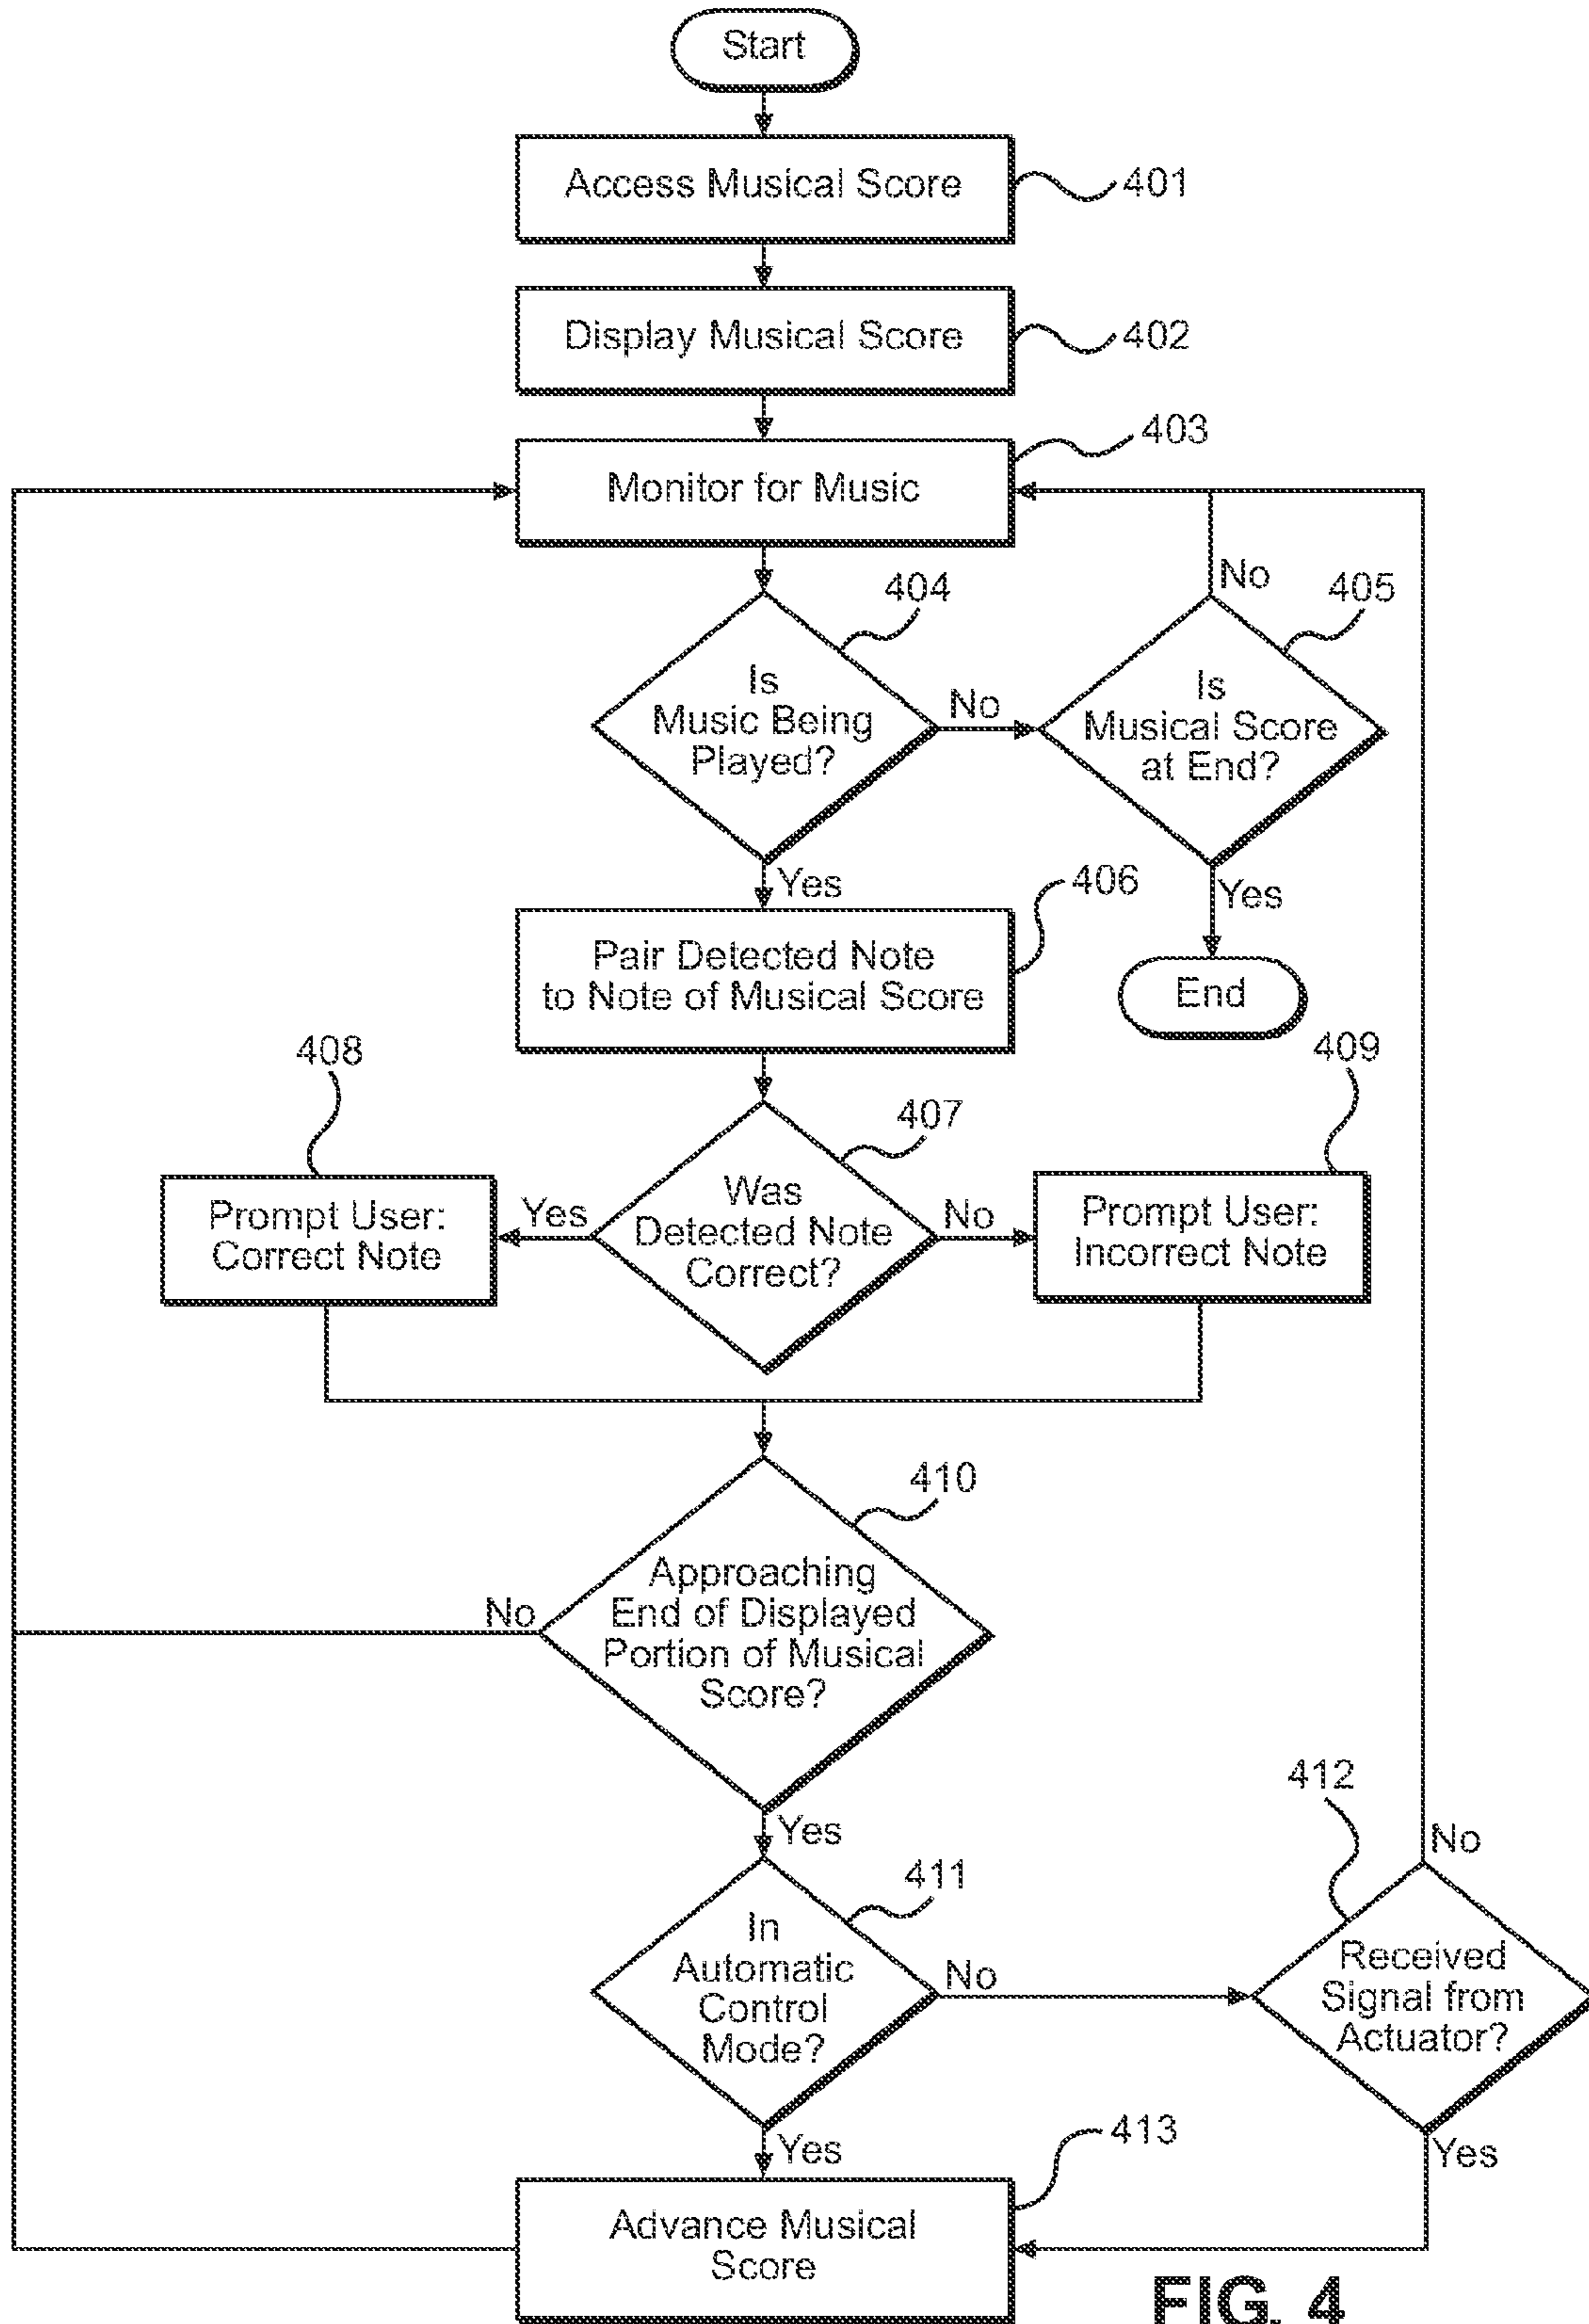 Start
Access Musical Score
401
Display Musical Score
402
403
Monitor for Music
No
404
405
Is
Music Being
Played?
No
Is
Musical Score
at End?
Yes
406
Yes
Pair Detected Note
to Note of Musical Score
End
408
409
407
Prompt User:
Correct Note
Yes
Was
Detected Note
Correct?
No
Prompt User:
Incorrect Note
410
Approaching
End of Displayed
Portion of Musical
Score?
No
Yes
412
No
411
In
Automatic
Control
Mode?
No
Received
Signal from
Actuator?
Yes
413
Yes
Advance Musical
Score
FIG. 4